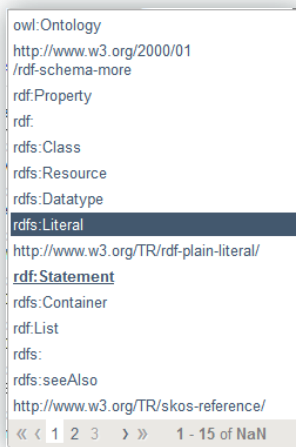 owl:Ontology
http://www.w3.org/2000/01
/rdf-schema-more
rdf:Property
rdf:
rdfs:Class
rdfs:Resource
rdfs:Datatype
rdfs:Literal
http://www.w3.org/TR/rdf-plain-literal/
rdf:Statement
rdfs:Container
rdf:List
rdfs:
rdfs:seeAlso
http://www.w3.org/TR/skos-reference/
« ‹ 1 2 3 › » 1 - 15 of NaN